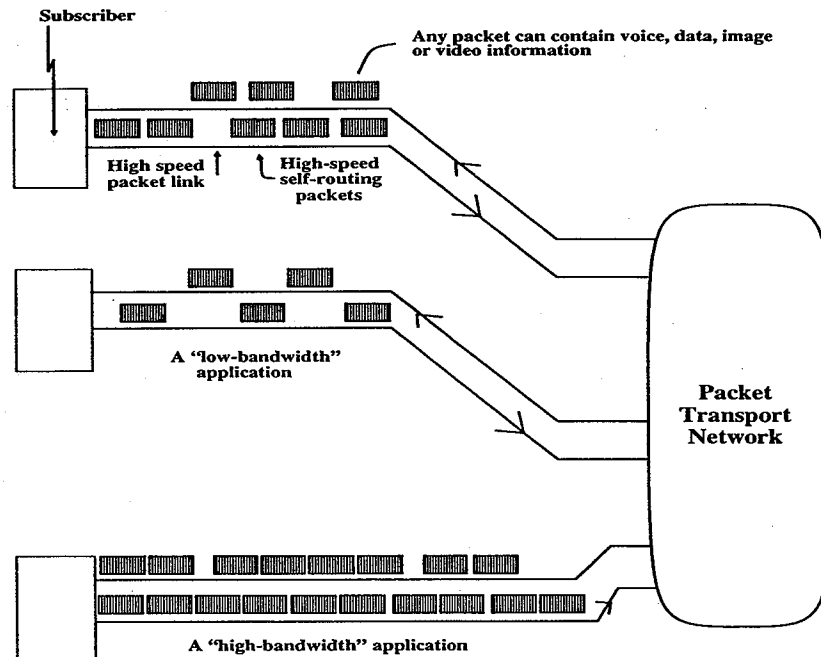 Subscriber
Any packet can contain voice, data, image
or video information
High speed
packet link
High-speed
self-routing
packets
A “low-bandwidth”
application
Packet
Transport
Network
A “high-bandwidth” application